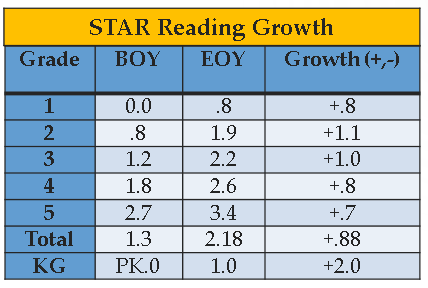 STAR Reading Growth
Grade BOY EOY Growth (+,-)
1 0.0 .8 +.8
2 .8 1.9 +1.1
3 1.2 2.2 +1.0
4 1.8 2.6 +.8
5 2.7 3.4 +.7
Total 1.3 2.18 +.88
KG PK.0 1.0 +2.0